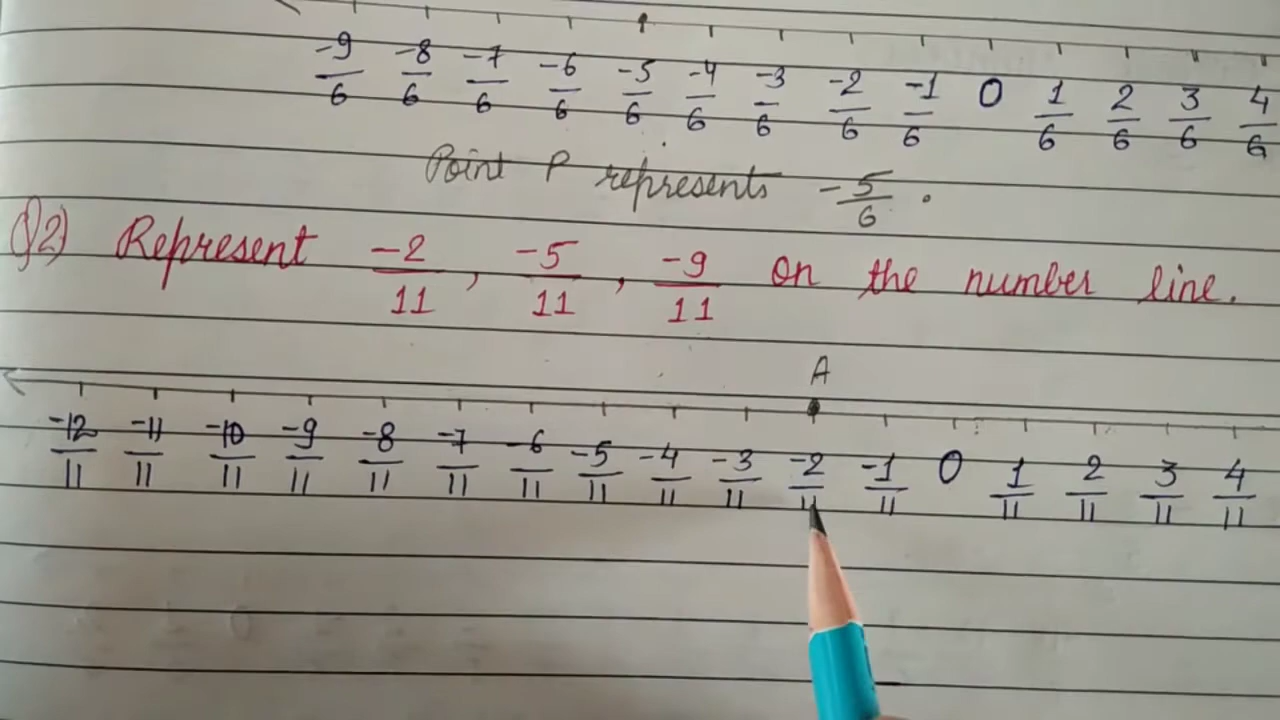 -9/6 -8/6 -7/6 -6/6 -5/6 -4/6 -3/6 -2/6 -1/6 0 1/6 2/6 3/6 4/6
Point P represents -5/6.
Q2) Represent -2/11, -5/11, -9/11 on the number line.
A
-12/11 -11/11 -10/11 -9/11 -8/11 -7/11 -6/11 -5/11 -4/11 -3/11 -2/11 -1/11 0 1/11 2/11 3/11 4/11